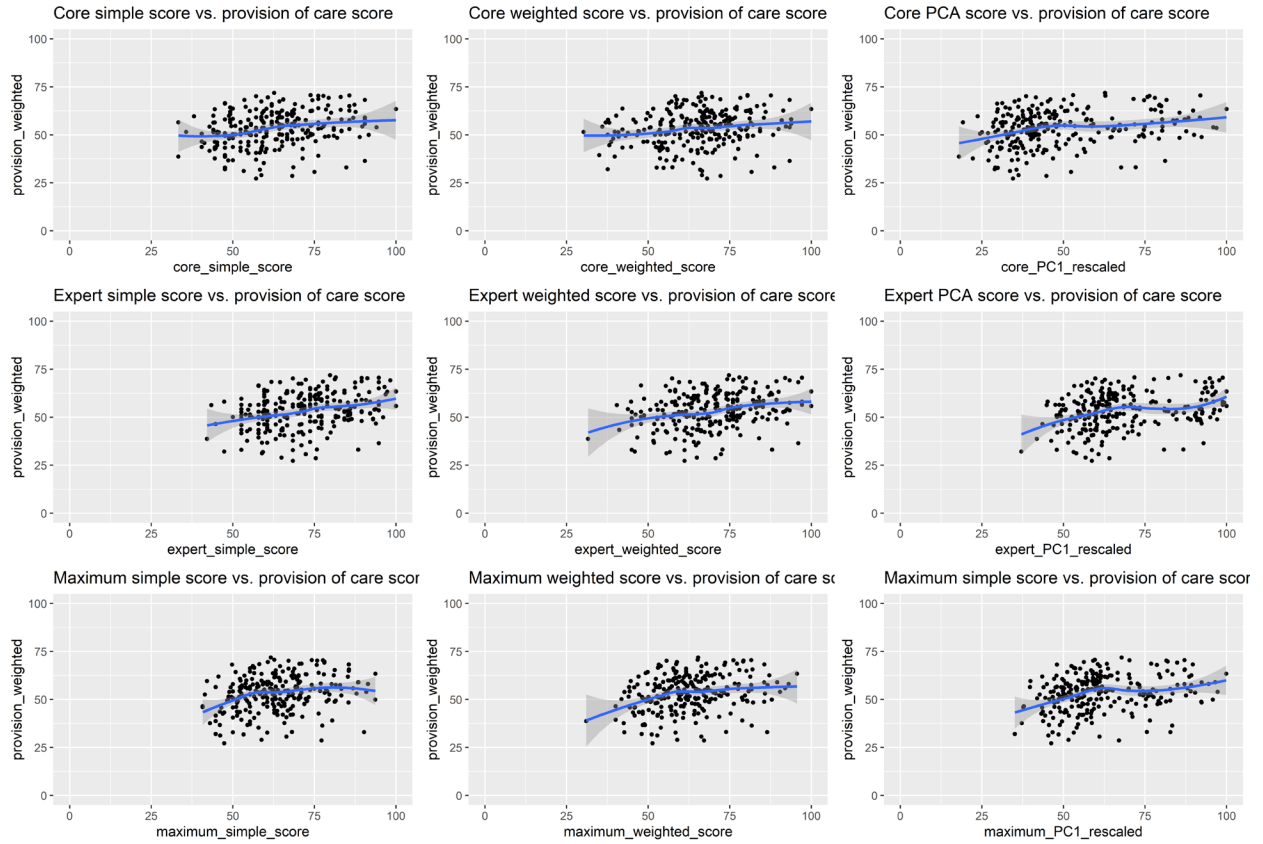 Core simple score vs. provision of care score
100
75
50
25
0
provision_weighted
0 25 50 75 100
core_simple_score
Core weighted score vs. provision of care score
100
75
50
25
0
provision_weighted
0 25 50 75 100
core_weighted_score
Core PCA score vs. provision of care score
100
75
50
25
0
provision_weighted
0 25 50 75 100
core_PC1_rescaled
Expert simple score vs. provision of care score
100
75
50
25
0
provision_weighted
0 25 50 75 100
expert_simple_score
Expert weighted score vs. provision of care score
100
75
50
25
0
provision_weighted
0 25 50 75 100
expert_weighted_score
Expert PCA score vs. provision of care score
100
75
50
25
0
provision_weighted
0 25 50 75 100
expert_PC1_rescaled
Maximum simple score vs. provision of care scor
100
75
50
25
0
provision_weighted
0 25 50 75 100
maximum_simple_score
Maximum weighted score vs. provision of care sc
100
75
50
25
0
provision_weighted
0 25 50 75 100
maximum_weighted_score
Maximum simple score vs. provision of care scor
100
75
50
25
0
provision_weighted
0 25 50 75 100
maximum_PC1_rescaled